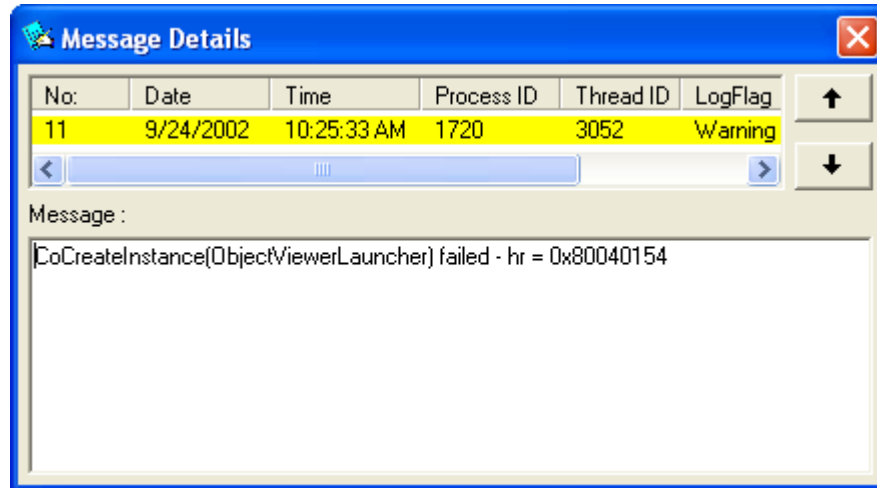 Message Details
No: Date Time Process ID Thread ID LogFlag
11 9/24/2002 10:25:33 AM 1720 3052 Warning
Message :
CoCreateInstance(ObjectViewerLauncher) failed - hr = 0x80040154